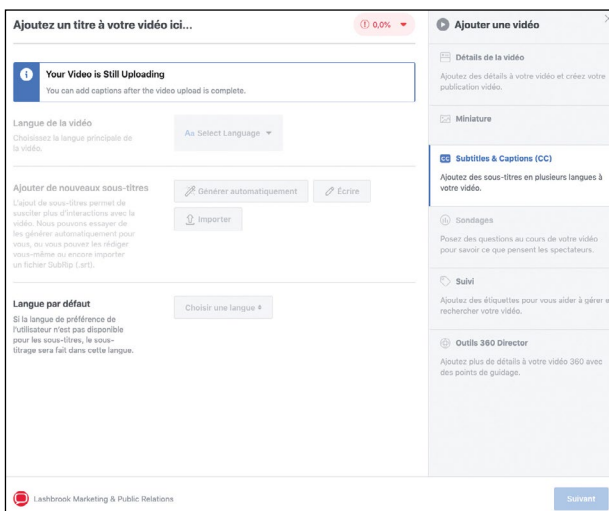 Ajoutez un titre à votre vidéo ici...
0,0%
Your Video is Still Uploading
You can add captions after the video upload is complete.
Langue de la vidéo
Choisissez la langue principale de
la vidéo.
Aa Select Language
Ajouter de nouveaux sous-titres
L'ajout de sous-titres permet de
susciter plus d'interactions avec la
vidéo. Nous pouvons essayer de
les générer automatiquement pour
vous, ou vous pouvez les rédiger
vous-même ou encore importer
un fichier SubRip (.srt).
Générer automatiquement
Écrire
Importer
Langue par défaut
Si la langue de préférence de
l'utilisateur n'est pas disponible
pour les sous-titres, le sous-
titrage sera fait dans cette langue.
Choisir une langue
Lashbrook Marketing & Public Relations
Ajouter une vidéo
Détails de la vidéo
Ajoutez des détails à votre vidéo et créez votre
publication vidéo.
Miniature
CC Subtitles & Captions (CC)
Ajoutez des sous-titres en plusieurs langues à
votre vidéo.
Sondages
Posez des questions au cours de votre vidéo
pour savoir ce que pensent les spectateurs.
Suivi
Ajoutez des étiquettes pour vous aider à gérer e
rechercher votre vidéo.
Outils 360 Director
Ajoutez plus de détails à votre vidéo 360 avec
des points de guidage.
Suivant